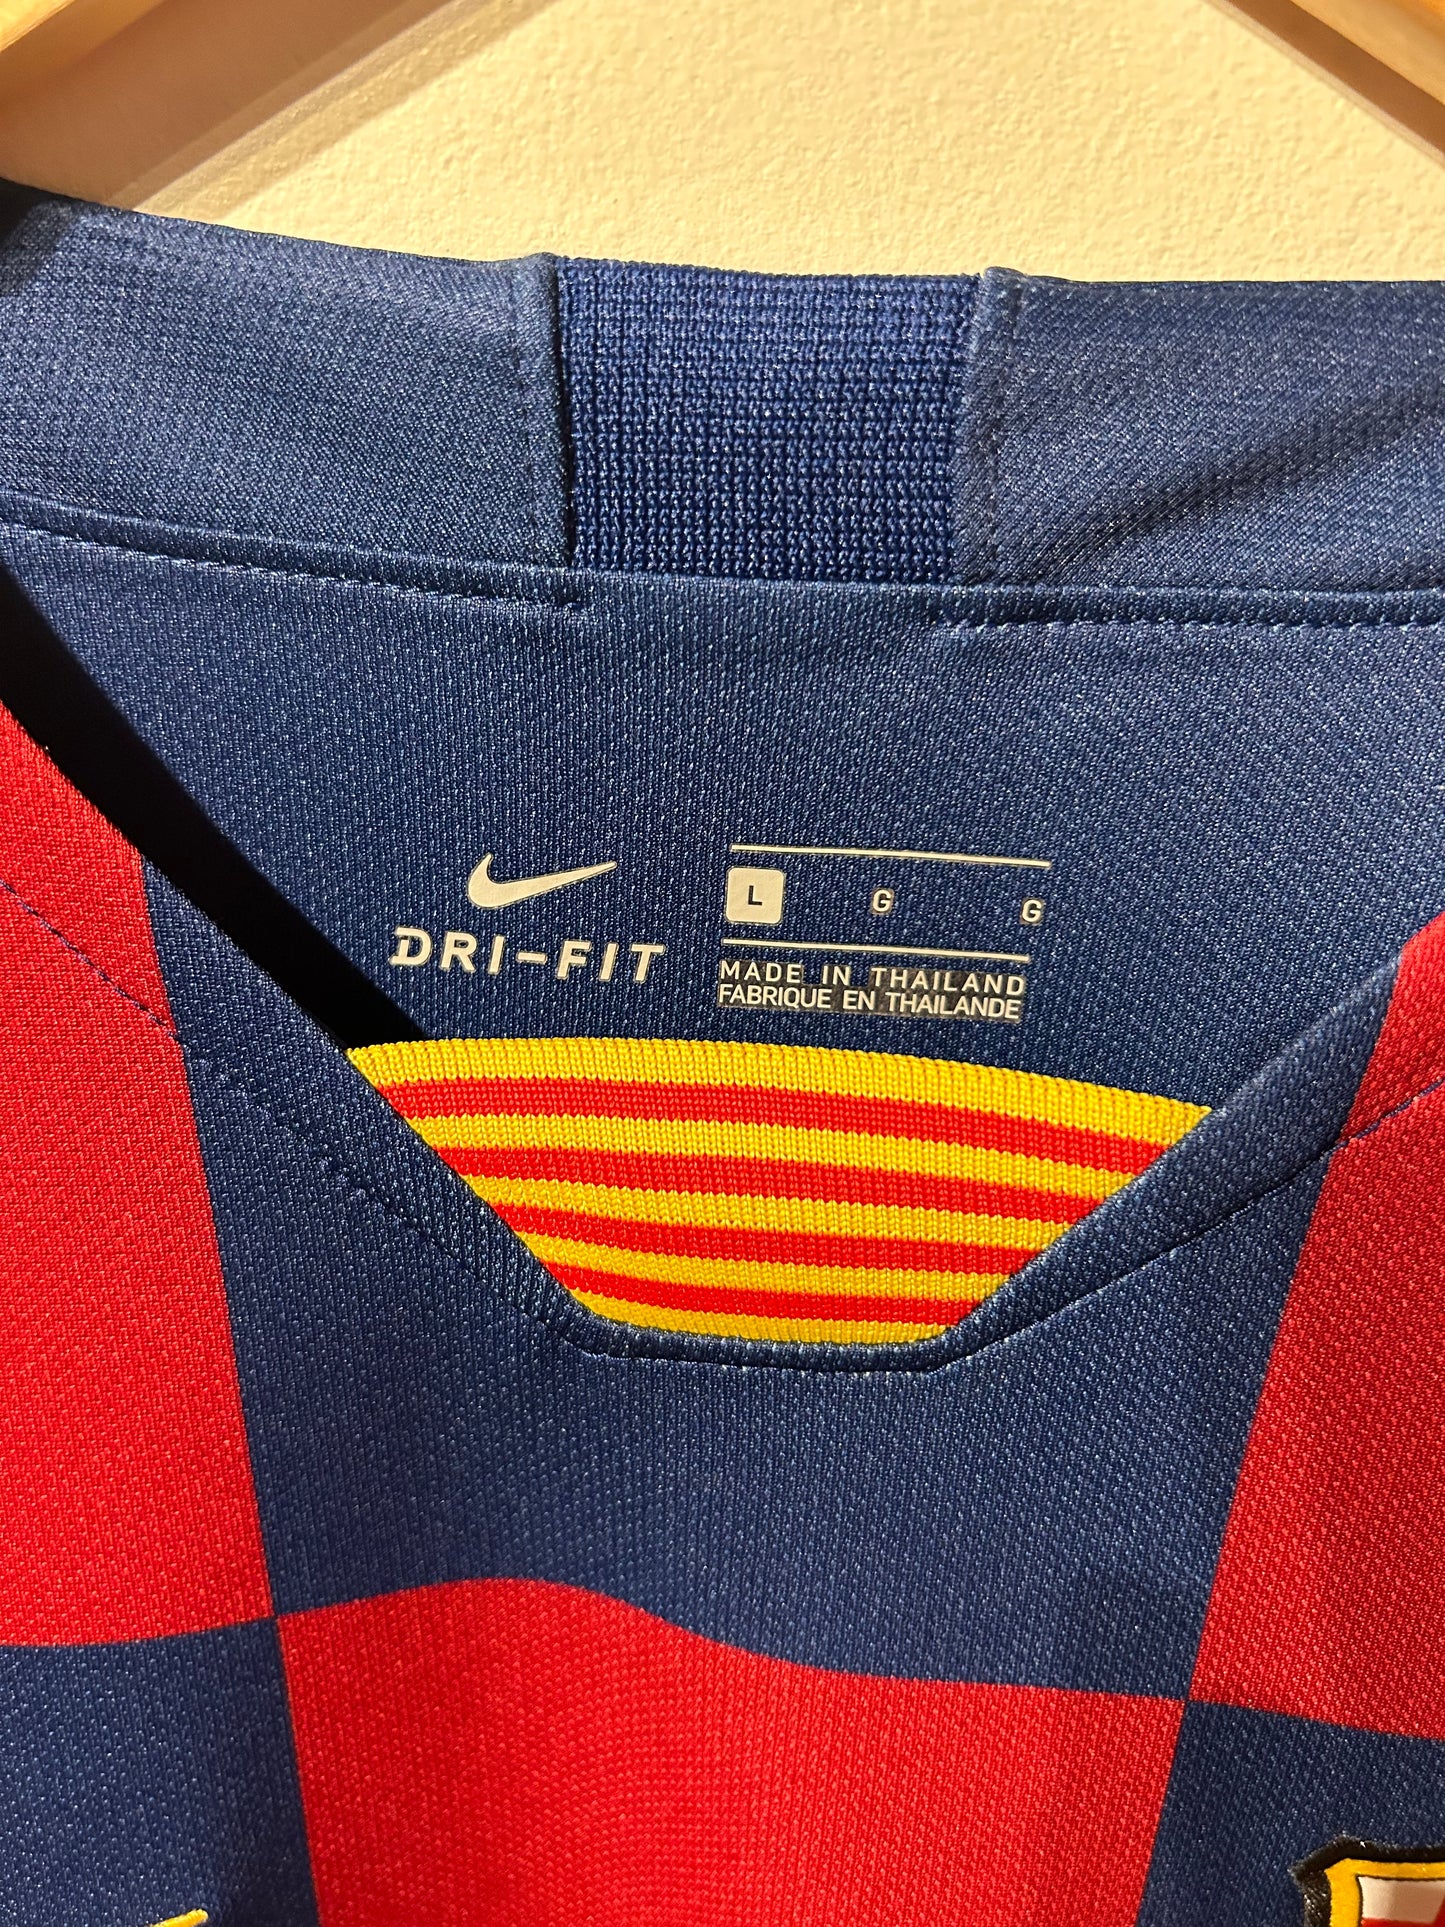 DRI-FIT
L G G
MADE IN THAILAND
FABRIQUE EN THAILANDE